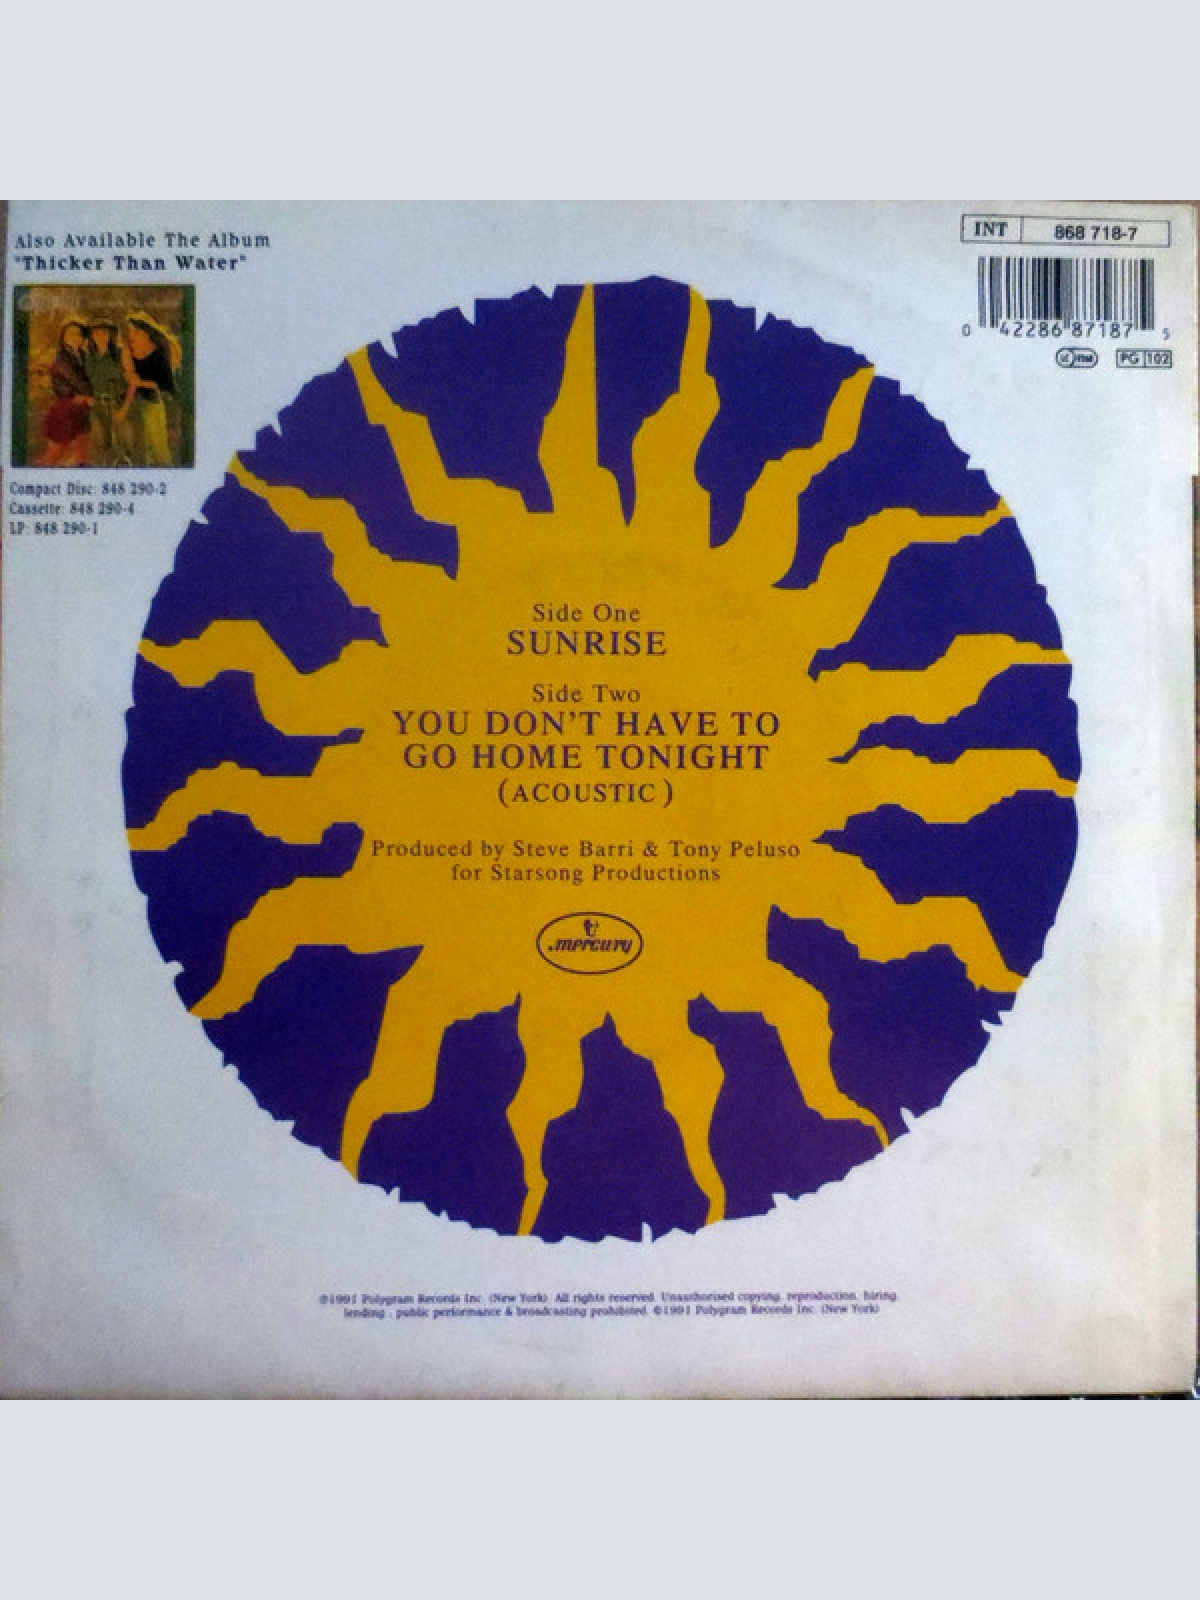 Also Available The Album
"Thicker Than Water"
Compact Disc: 848 290-2
Cassette: 848 290-4
LP: 848 290-1
INT 868 718-7
0 42286 87187 5
PG 102
Side One
SUNRISE
Side Two
YOU DON'T HAVE TO
GO HOME TONIGHT
(ACOUSTIC)
Produced by Steve Barri & Tony Peluso
for Starsong Productions
mercury
℗1991 Polygram Records Inc. (New York). All rights reserved. Unauthorised copying, reproduction, hiring,
lending, public performance & broadcasting prohibited. ©1991 Polygram Records Inc. (New York)